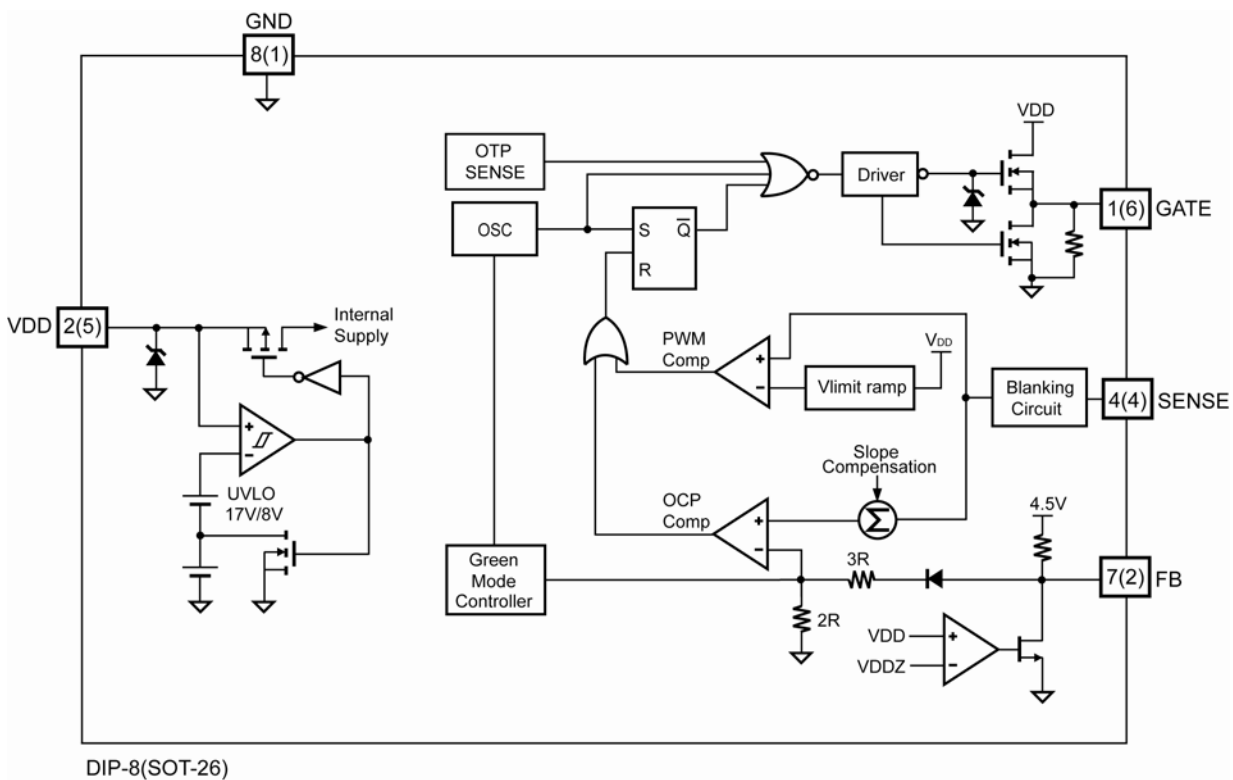 GND
8(1)
VDD
OTP
SENSE
Driver
1(6) GATE
OSC
S Q̅
R
VDD 2(5)
Internal
Supply
PWM
Comp
+
−
Vlimit ramp
VDD
Blanking
Circuit
4(4) SENSE
+
−
UVLO
17V/8V
Slope
Compensation
Σ
OCP
Comp
+
−
4.5V
Green
Mode
Controller
3R
7(2) FB
2R
VDD +
VDDZ −
DIP-8(SOT-26)